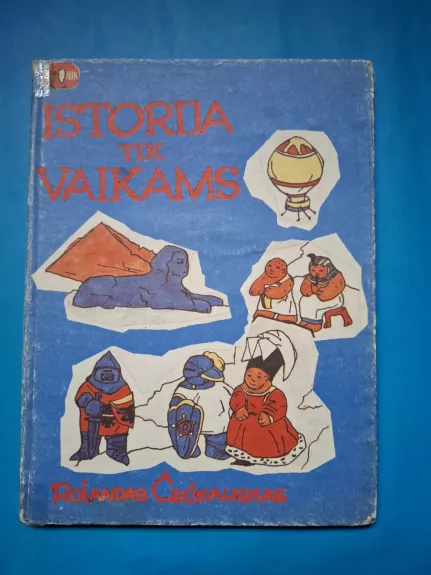 ISTORIJA
TIK
VAIKAMS
ROLANDAS ČEČKAUSKAS